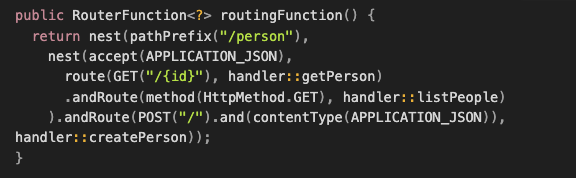 public RouterFunction<?> routingFunction() {
  return nest(pathPrefix("/person"),
    nest(accept(APPLICATION_JSON),
      route(GET("/{id}"), handler::getPerson)
      .andRoute(method(HttpMethod.GET), handler::listPeople)
    ).andRoute(POST("/").and(contentType(APPLICATION_JSON)),
handler::createPerson));
}